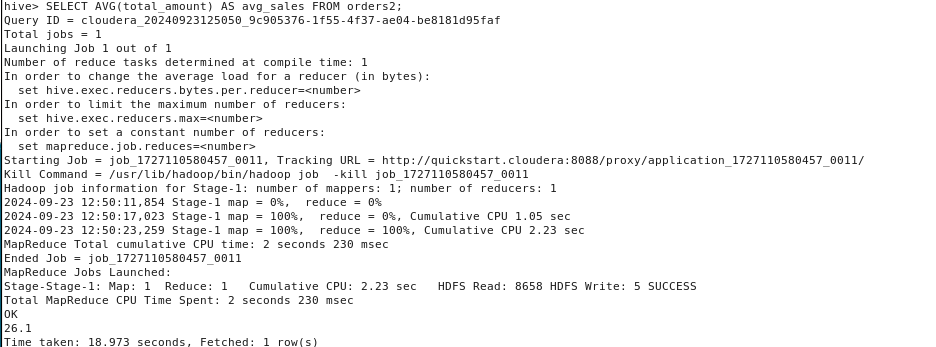 hive> SELECT AVG(total_amount) AS avg_sales FROM orders2;
Query ID = cloudera_20240923125050_9c905376-1f55-4f37-ae04-be8181d95faf
Total jobs = 1
Launching Job 1 out of 1
Number of reduce tasks determined at compile time: 1
In order to change the average load for a reducer (in bytes):
  set hive.exec.reducers.bytes.per.reducer=<number>
In order to limit the maximum number of reducers:
  set hive.exec.reducers.max=<number>
In order to set a constant number of reducers:
  set mapreduce.job.reduces=<number>
Starting Job = job_1727110580457_0011, Tracking URL = http://quickstart.cloudera:8088/proxy/application_1727110580457_0011/
Kill Command = /usr/lib/hadoop/bin/hadoop job  -kill job_1727110580457_0011
Hadoop job information for Stage-1: number of mappers: 1; number of reducers: 1
2024-09-23 12:50:11,854 Stage-1 map = 0%,  reduce = 0%
2024-09-23 12:50:17,023 Stage-1 map = 100%,  reduce = 0%, Cumulative CPU 1.05 sec
2024-09-23 12:50:23,259 Stage-1 map = 100%,  reduce = 100%, Cumulative CPU 2.23 sec
MapReduce Total cumulative CPU time: 2 seconds 230 msec
Ended Job = job_1727110580457_0011
MapReduce Jobs Launched:
Stage-Stage-1: Map: 1  Reduce: 1   Cumulative CPU: 2.23 sec   HDFS Read: 8658 HDFS Write: 5 SUCCESS
Total MapReduce CPU Time Spent: 2 seconds 230 msec
OK
26.1
Time taken: 18.973 seconds, Fetched: 1 row(s)